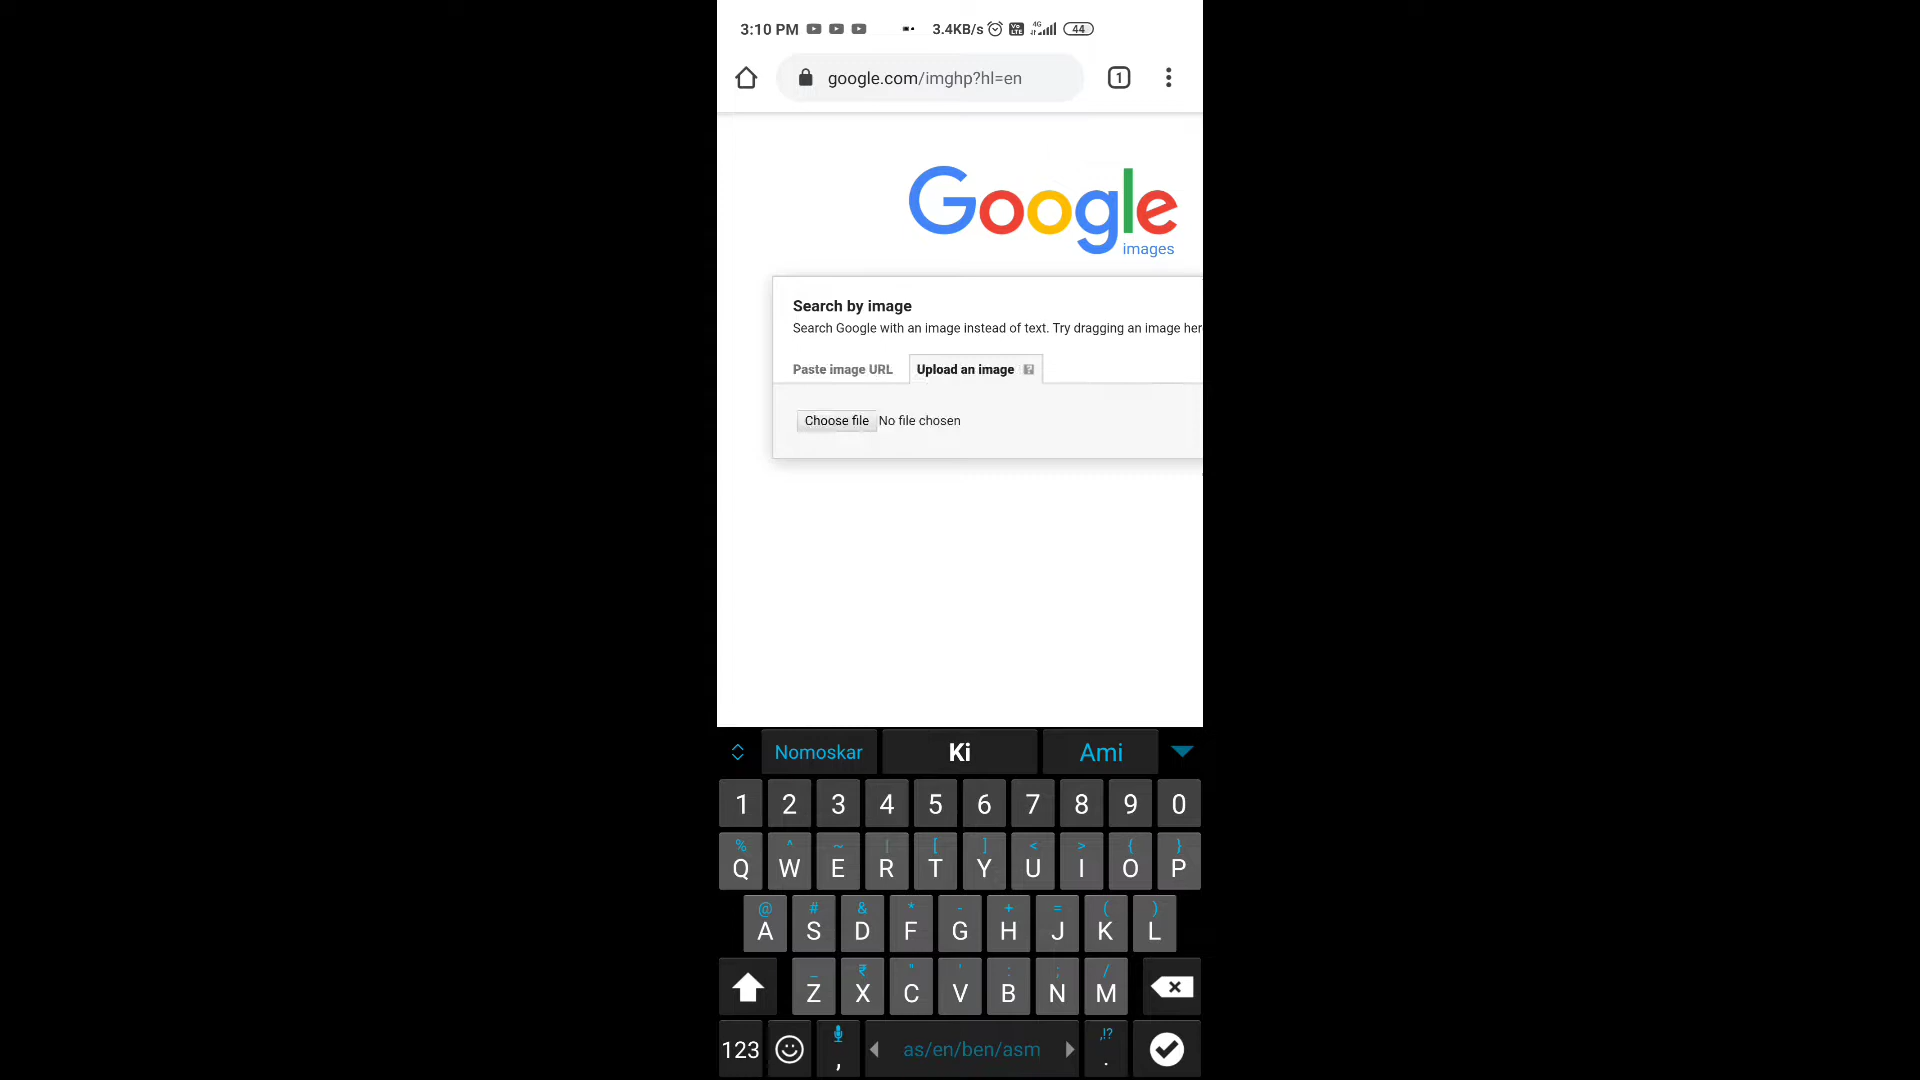 3:10 PM 3.4KB/s Vo LTE 4G 44
google.com/imghp?hl=en 1
Google
images
Search by image
Search Google with an image instead of text. Try dragging an image her
Paste image URL Upload an image ?
Choose file No file chosen
Nomoskar Ki Ami
1 2 3 4 5 6 7 8 9 0
% ^ ~ | [ ] < > { }
Q W E R T Y U I O P
@ # & * - + = ( )
A S D F G H J K L
_ ₹ " ' : ; /
Z X C V B N M
,!?
123 , as/en/ben/asm .